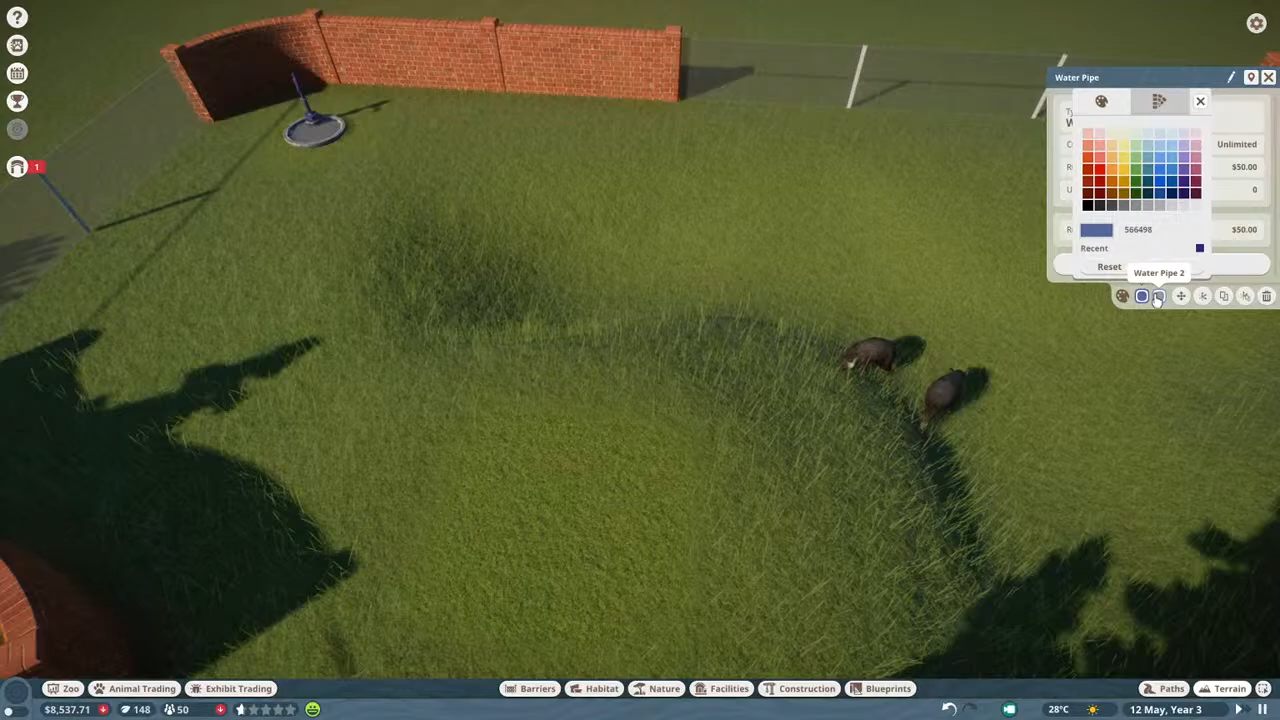 Water Pipe
Unlimited
$50.00
0
566498
Recent
$50.00
Reset
Water Pipe 2
1
Zoo
Animal Trading
Exhibit Trading
Barriers
Habitat
Nature
Facilities
Construction
Blueprints
Paths
Terrain
$8,537.71
148
50
28°C
12 May, Year 3